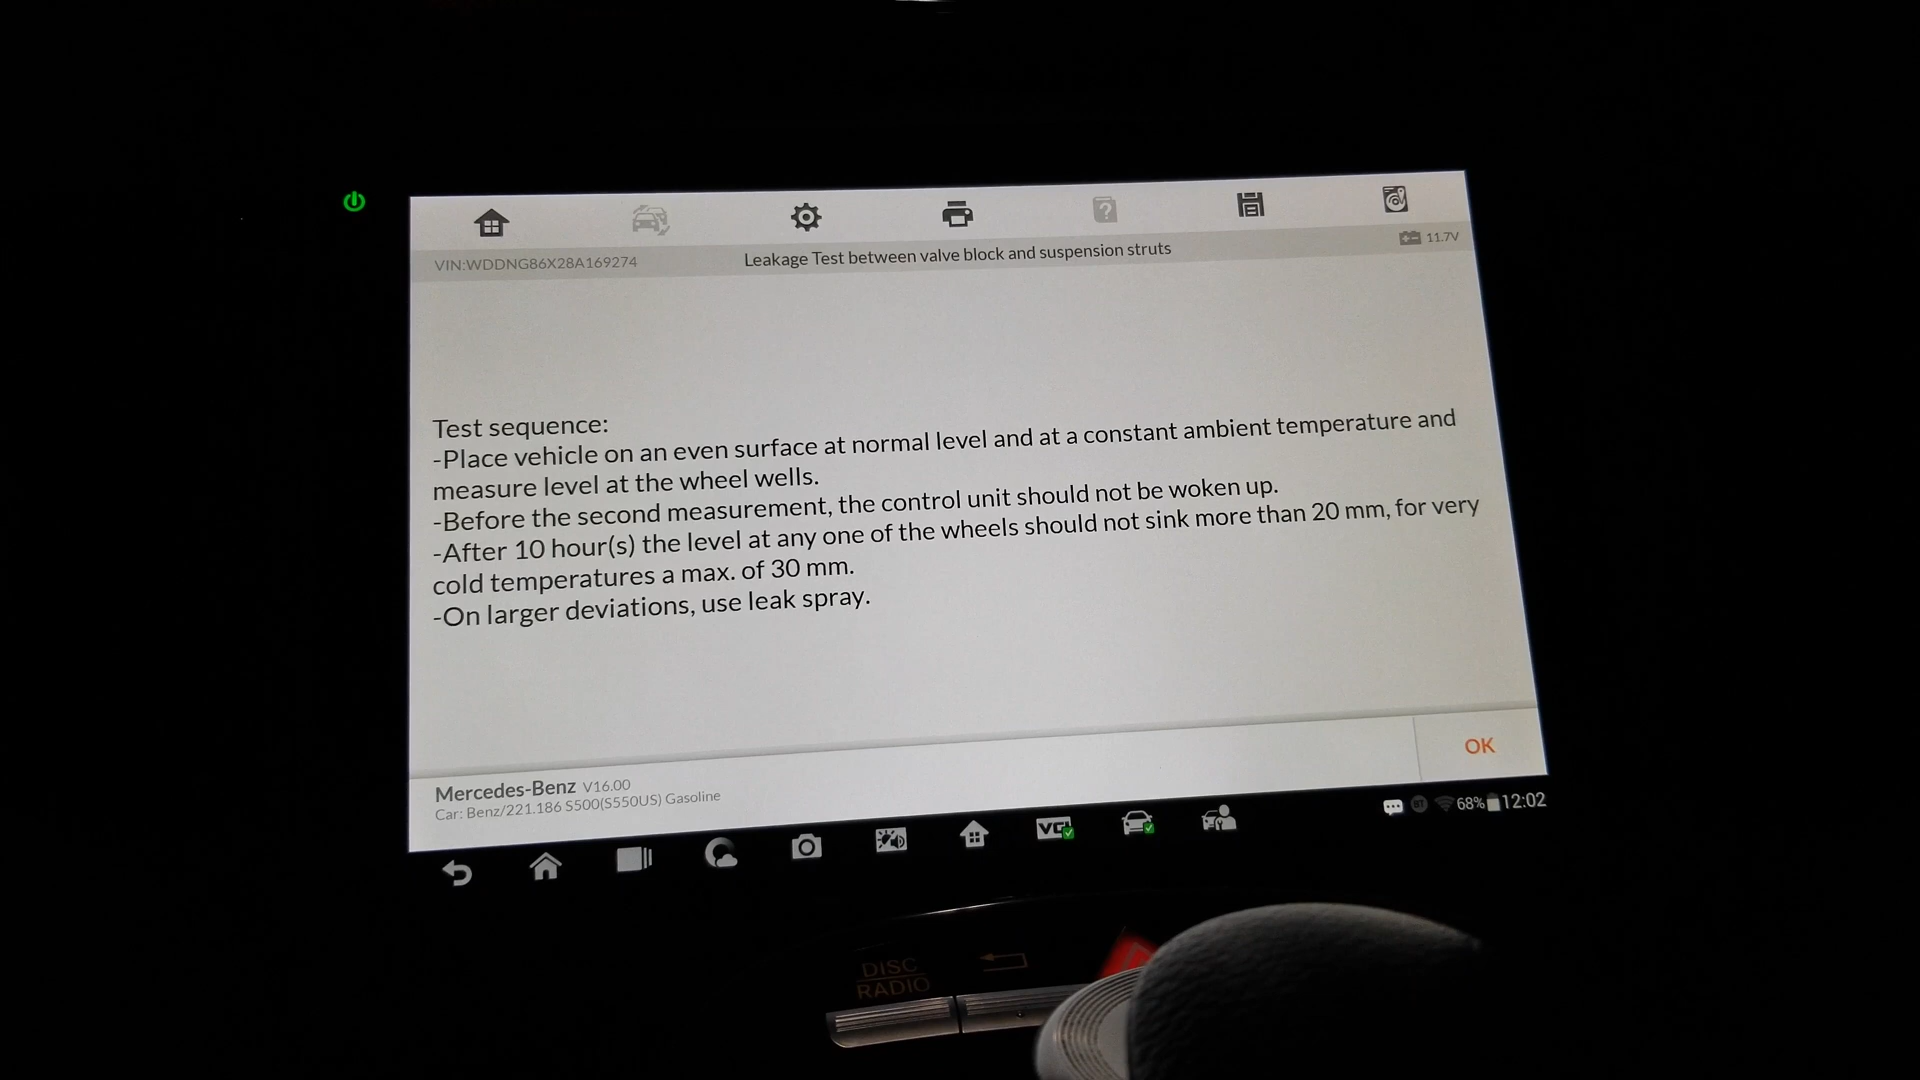 VIN:WDDNG86X28A169274
Leakage Test between valve block and suspension struts
11.7V
Test sequence:
-Place vehicle on an even surface at normal level and at a constant ambient temperature and
measure level at the wheel wells.
-Before the second measurement, the control unit should not be woken up.
-After 10 hour(s) the level at any one of the wheels should not sink more than 20 mm, for very
cold temperatures a max. of 30 mm.
-On larger deviations, use leak spray.
OK
Mercedes-Benz V16.00
Car: Benz/221.186 S500(S550US) Gasoline
VCI
BT
68%
12:02
DISC
RADIO